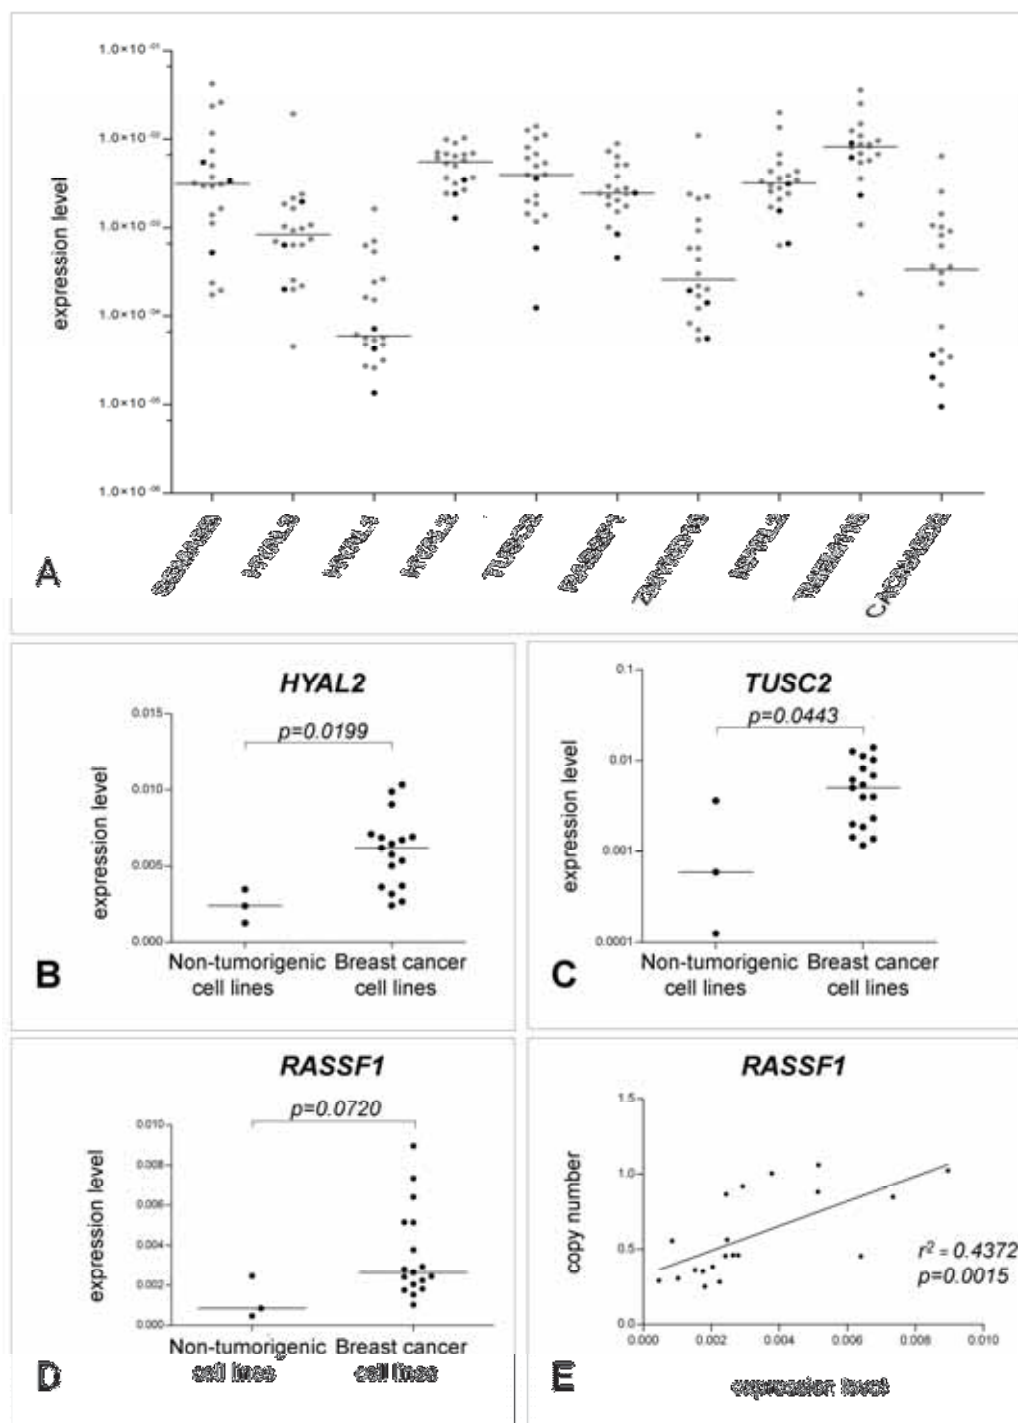 1.0×10⁻⁰¹
1.0×10⁻⁰²
1.0×10⁻⁰³
1.0×10⁻⁰⁴
1.0×10⁻⁰⁵
1.0×10⁻⁰⁶
expression level
A
HYAL2
p=0.0199
0.015
0.010
0.005
0.000
expression level
Non-tumorigenic Breast cancer
cell lines cell lines
B
TUSC2
p=0.0443
0.1
0.01
0.001
0.0001
expression level
Non-tumorigenic Breast cancer
cell lines cell lines
C
RASSF1
p=0.0720
0.010
0.008
0.006
0.004
0.002
0.000
expression level
Non-tumorigenic Breast cancer
cell lines cell lines
D
RASSF1
1.5
1.0
0.5
0.0
copy number
r² = 0.4372
p=0.0015
0.000 0.002 0.004 0.006 0.008 0.010
expression level
E